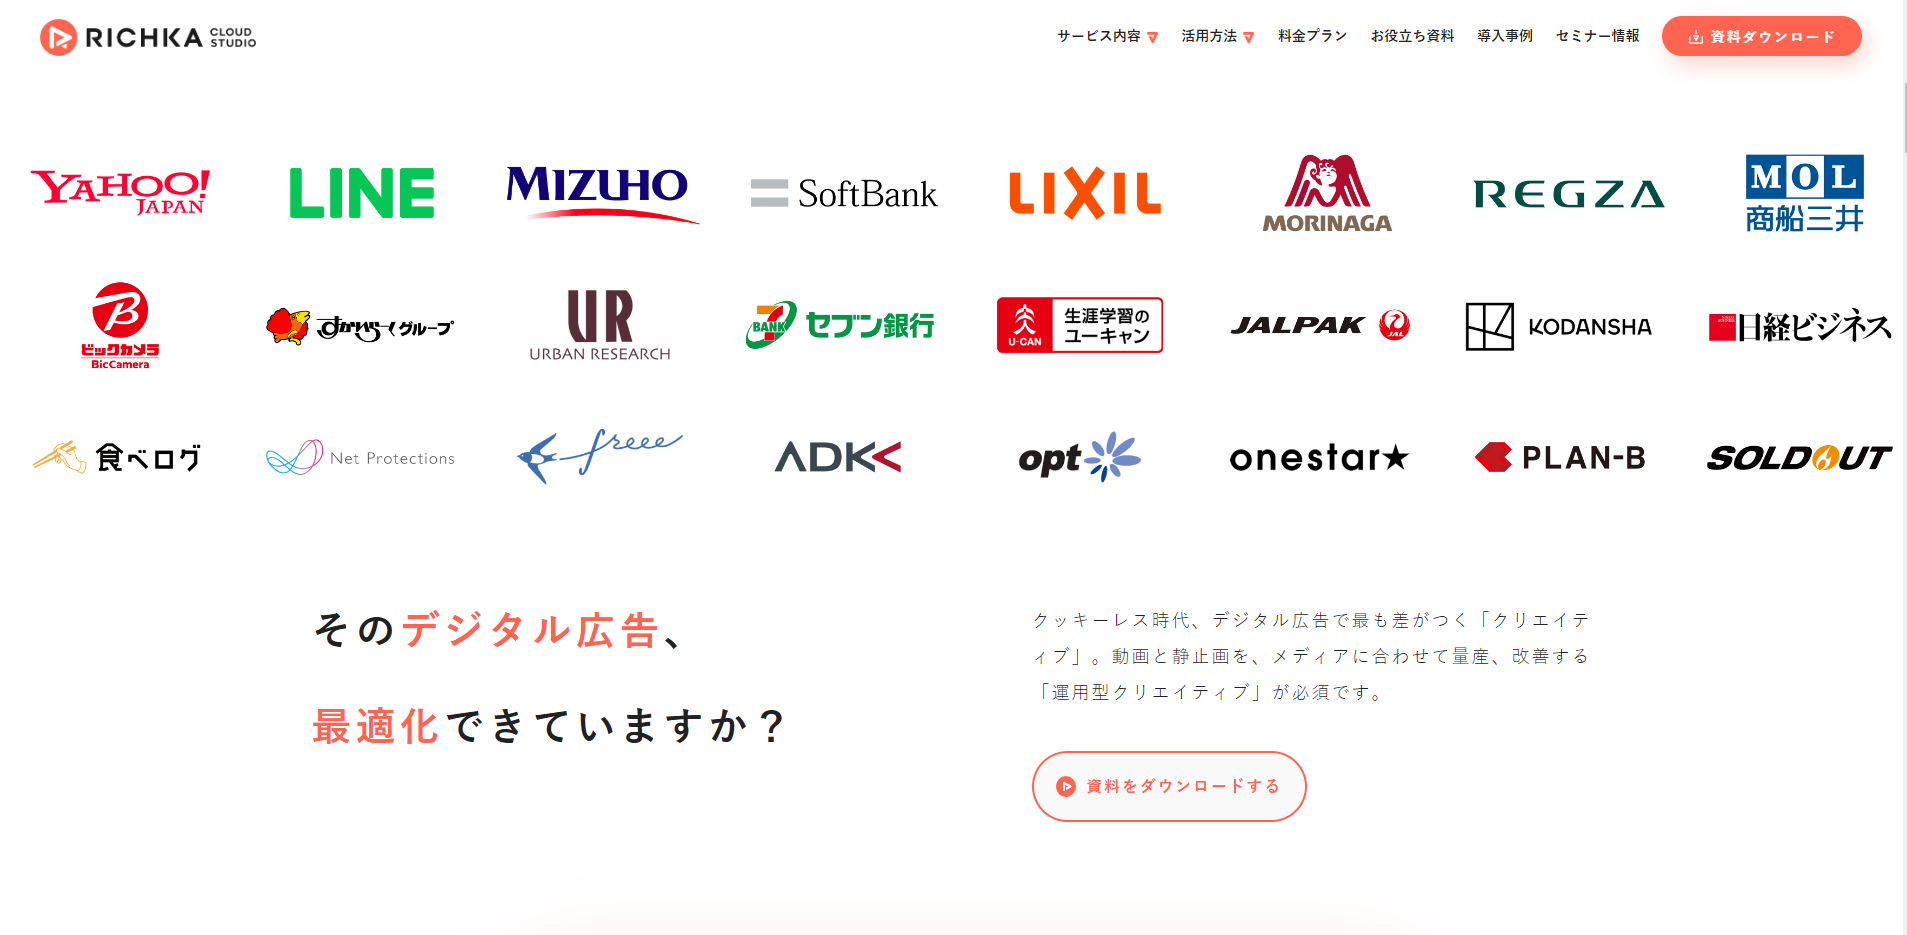 RICHKA CLOUD STUDIO
サービス内容 活用方法 料金プラン お役立ち資料 導入事例 セミナー情報 資料ダウンロード
YAHOO! JAPAN
LINE
MIZUHO
SoftBank
LIXIL
MORINAGA
REGZA
MOL
商船三井
B
ビックカメラ
BicCamera
すかいらーくグループ
UR
URBAN RESEARCH
7 BANK セブン銀行
U-CAN
生涯学習の
ユーキャン
JALPAK JAL
KODANSHA
日経ビジネス
食べログ
Net Protections
freee
ADK
opt
onestar★
PLAN-B
SOLDOUT
そのデジタル広告、
最適化できていますか？
クッキーレス時代、デジタル広告で最も差がつく「クリエイテ
ィブ」。動画と静止画を、メディアに合わせて量産、改善する
「運用型クリエイティブ」が必須です。
資料をダウンロードする